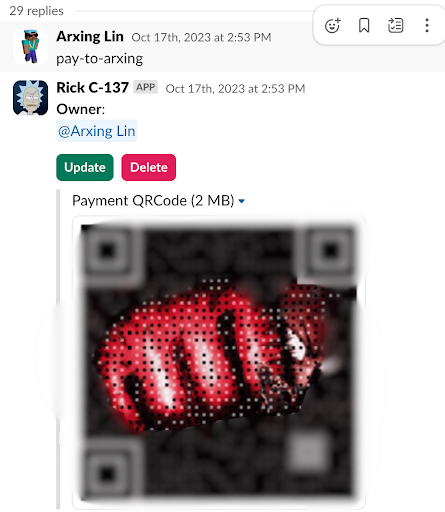 29 replies
Arxing Lin Oct 17th, 2023 at 2:53 PM
pay-to-arxing
Rick C-137 APP Oct 17th, 2023 at 2:53 PM
Owner:
@Arxing Lin
Update Delete
Payment QRCode (2 MB)